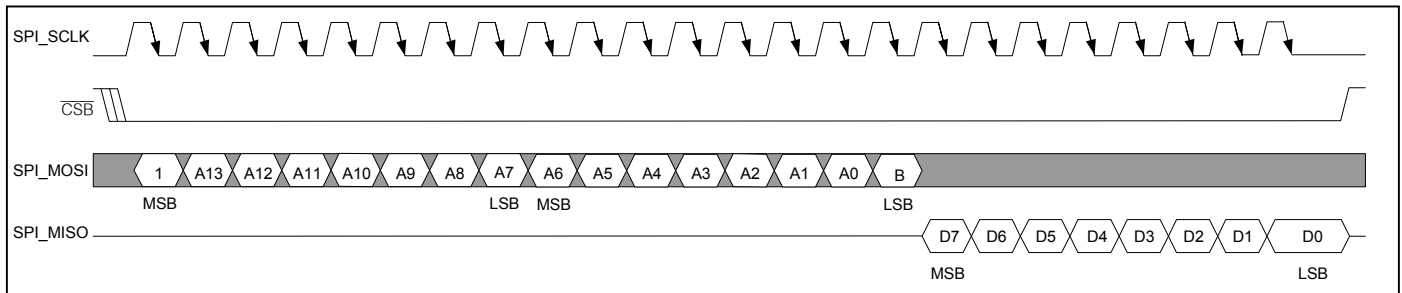 SPI_SCLK
CSB
SPI_MOSI 1 A13 A12 A11 A10 A9 A8 A7 A6 A5 A4 A3 A2 A1 A0 B
MSB LSB MSB LSB
SPI_MISO D7 D6 D5 D4 D3 D2 D1 D0
MSB LSB